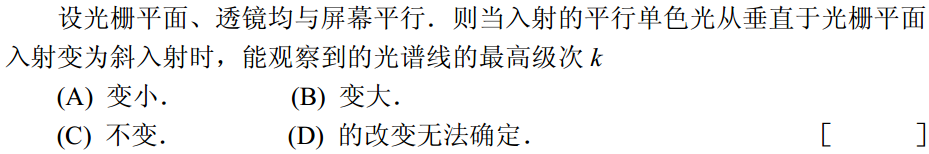 设光栅平面、透镜均与屏幕平行．则当入射的平行单色光从垂直于光栅平面
入射变为斜入射时，能观察到的光谱线的最高级次 k
(A) 变小． (B) 变大．
(C) 不变． (D) 的改变无法确定． [ ]